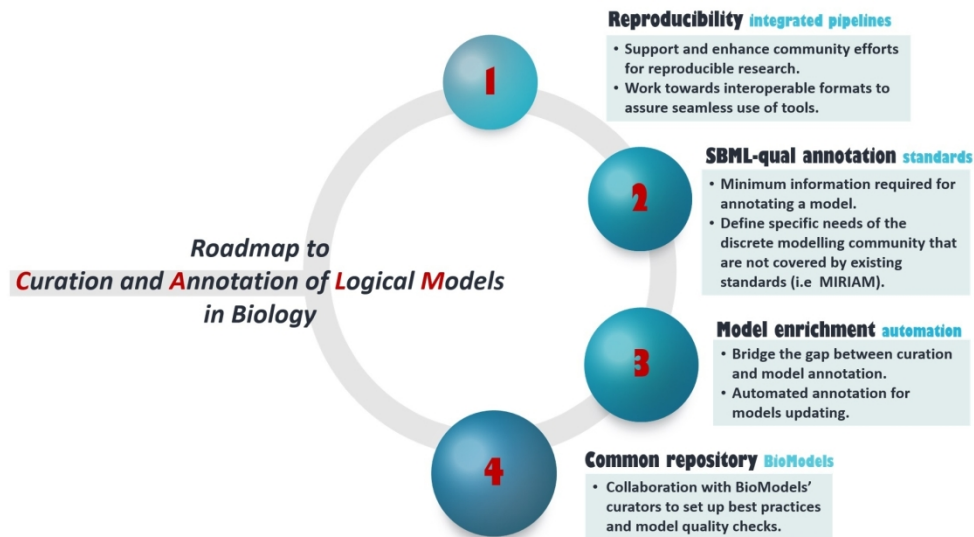 Roadmap to
Curation and Annotation of Logical Models
in Biology
1
Reproducibility integrated pipelines
• Support and enhance community efforts
for reproducible research.
• Work towards interoperable formats to
assure seamless use of tools.
2
SBML-qual annotation standards
• Minimum information required for
annotating a model.
• Define specific needs of the
discrete modelling community that
are not covered by existing
standards (i.e MIRIAM).
3
Model enrichment automation
• Bridge the gap between curation
and model annotation.
• Automated annotation for
models updating.
4
Common repository BioModels
• Collaboration with BioModels’
curators to set up best practices
and model quality checks.